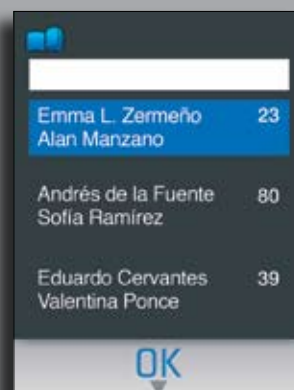 Emma L. Zermeño 23
Alan Manzano
Andrés de la Fuente 80
Sofía Ramírez
Eduardo Cervantes 39
Valentina Ponce
OK